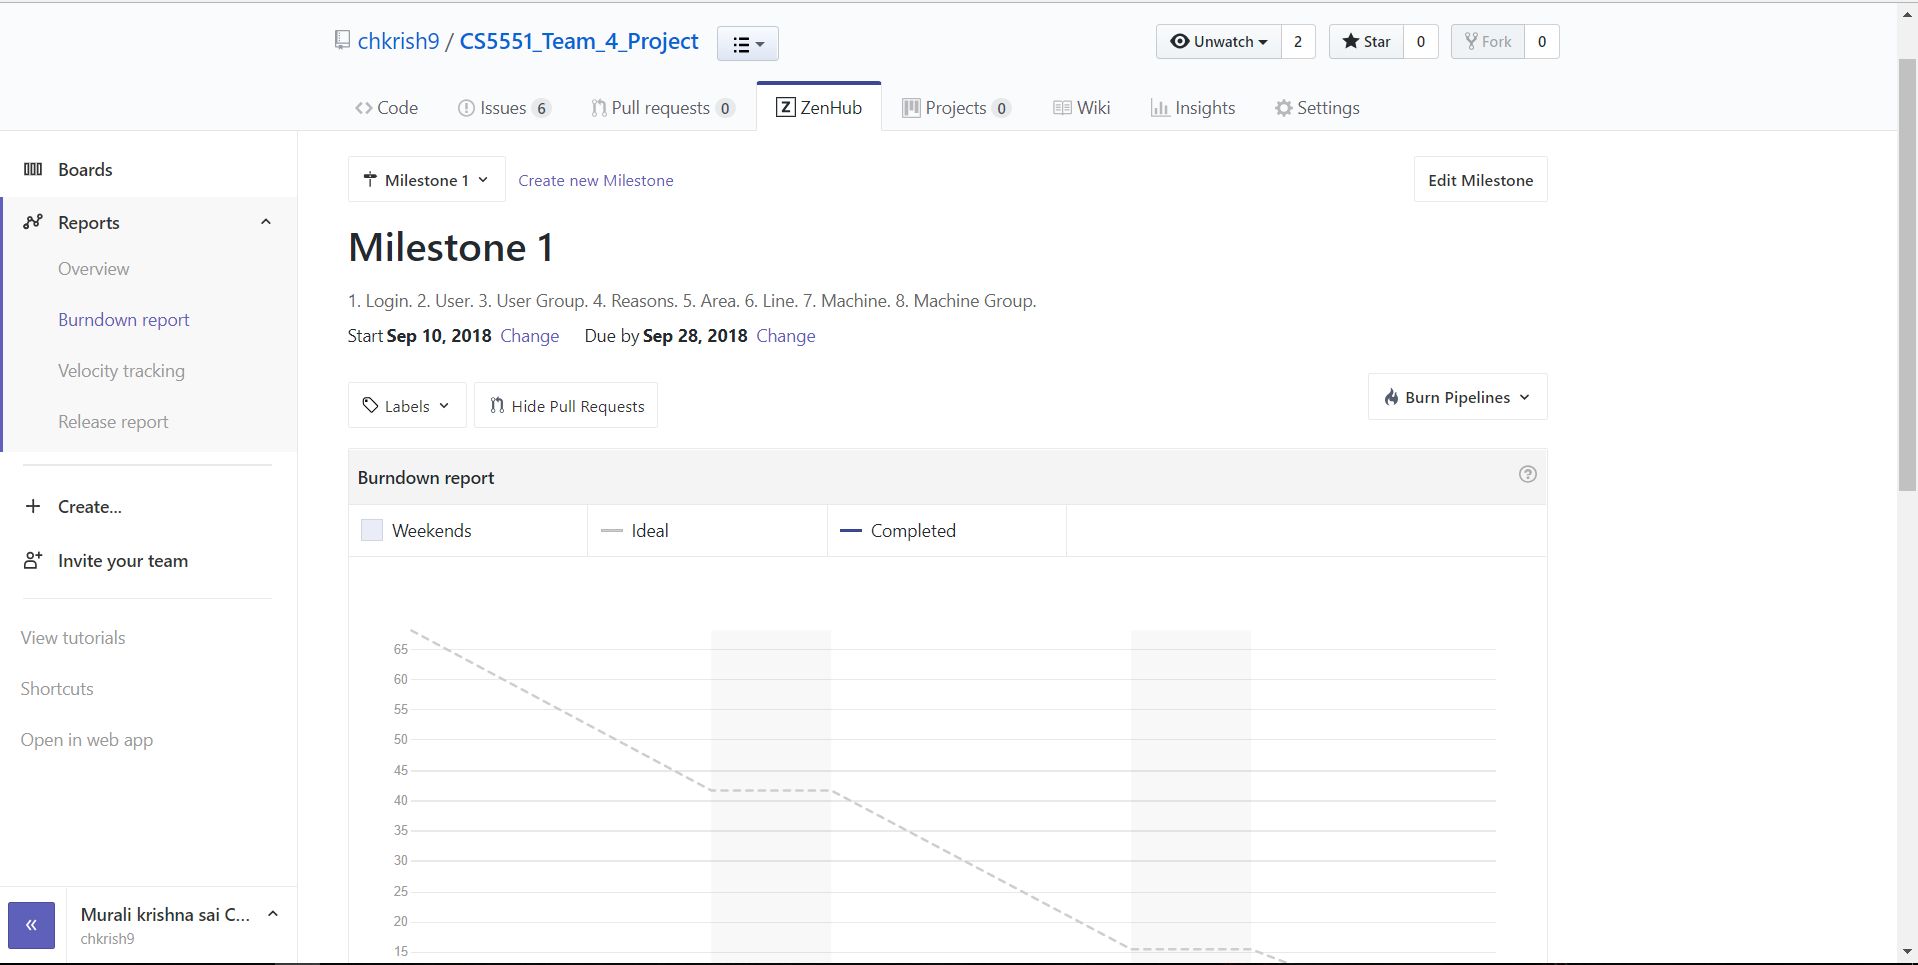 chkrish9 / CS5551_Team_4_Project
Unwatch 2 Star 0 Fork 0
Code Issues 6 Pull requests 0 Z ZenHub Projects 0 Wiki Insights Settings
Boards
Reports
Overview
Burndown report
Velocity tracking
Release report
+ Create...
Invite your team
View tutorials
Shortcuts
Open in web app
« Murali krishna sai C...
chkrish9
Milestone 1 Create new Milestone Edit Milestone
Milestone 1
1. Login. 2. User. 3. User Group. 4. Reasons. 5. Area. 6. Line. 7. Machine. 8. Machine Group.
Start Sep 10, 2018 Change Due by Sep 28, 2018 Change
Labels Hide Pull Requests Burn Pipelines
Burndown report ?
Weekends Ideal Completed
65
60
55
50
45
40
35
30
25
20
15